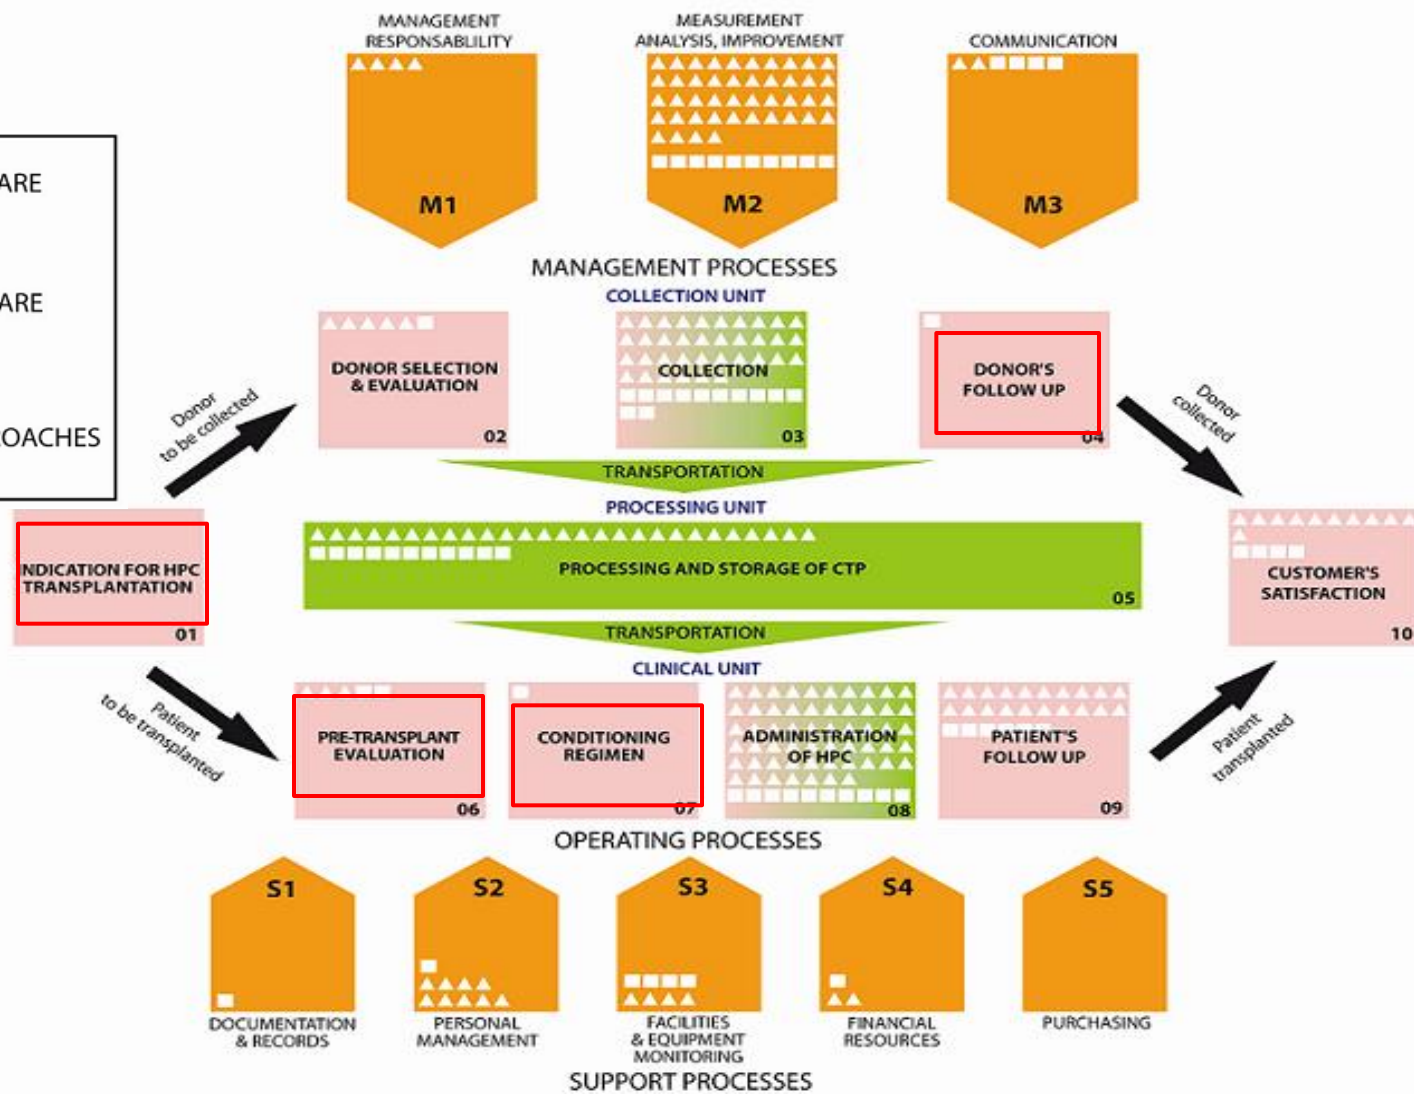 MANAGEMENT
RESPONSABLILITY
MEASUREMENT
ANALYSIS, IMPROVEMENT
COMMUNICATION
M1
M2
M3
MANAGEMENT PROCESSES
COLLECTION UNIT
DONOR SELECTION
& EVALUATION
02
COLLECTION
03
DONOR'S
FOLLOW UP
04
Donor
to be collected
Donor
collected
TRANSPORTATION
PROCESSING UNIT
INDICATION FOR HPC
TRANSPLANTATION
01
PROCESSING AND STORAGE OF CTP
05
CUSTOMER'S
SATISFACTION
10
TRANSPORTATION
CLINICAL UNIT
Patient
to be transplanted
PRE-TRANSPLANT
EVALUATION
06
CONDITIONING
REGIMEN
07
ADMINISTRATION
OF HPC
08
PATIENT'S
FOLLOW UP
09
Patient
transplanted
OPERATING PROCESSES
S1
S2
S3
S4
S5
DOCUMENTATION
& RECORDS
PERSONAL
MANAGEMENT
FACILITIES
& EQUIPMENT
MONITORING
FINANCIAL
RESOURCES
PURCHASING
SUPPORT PROCESSES